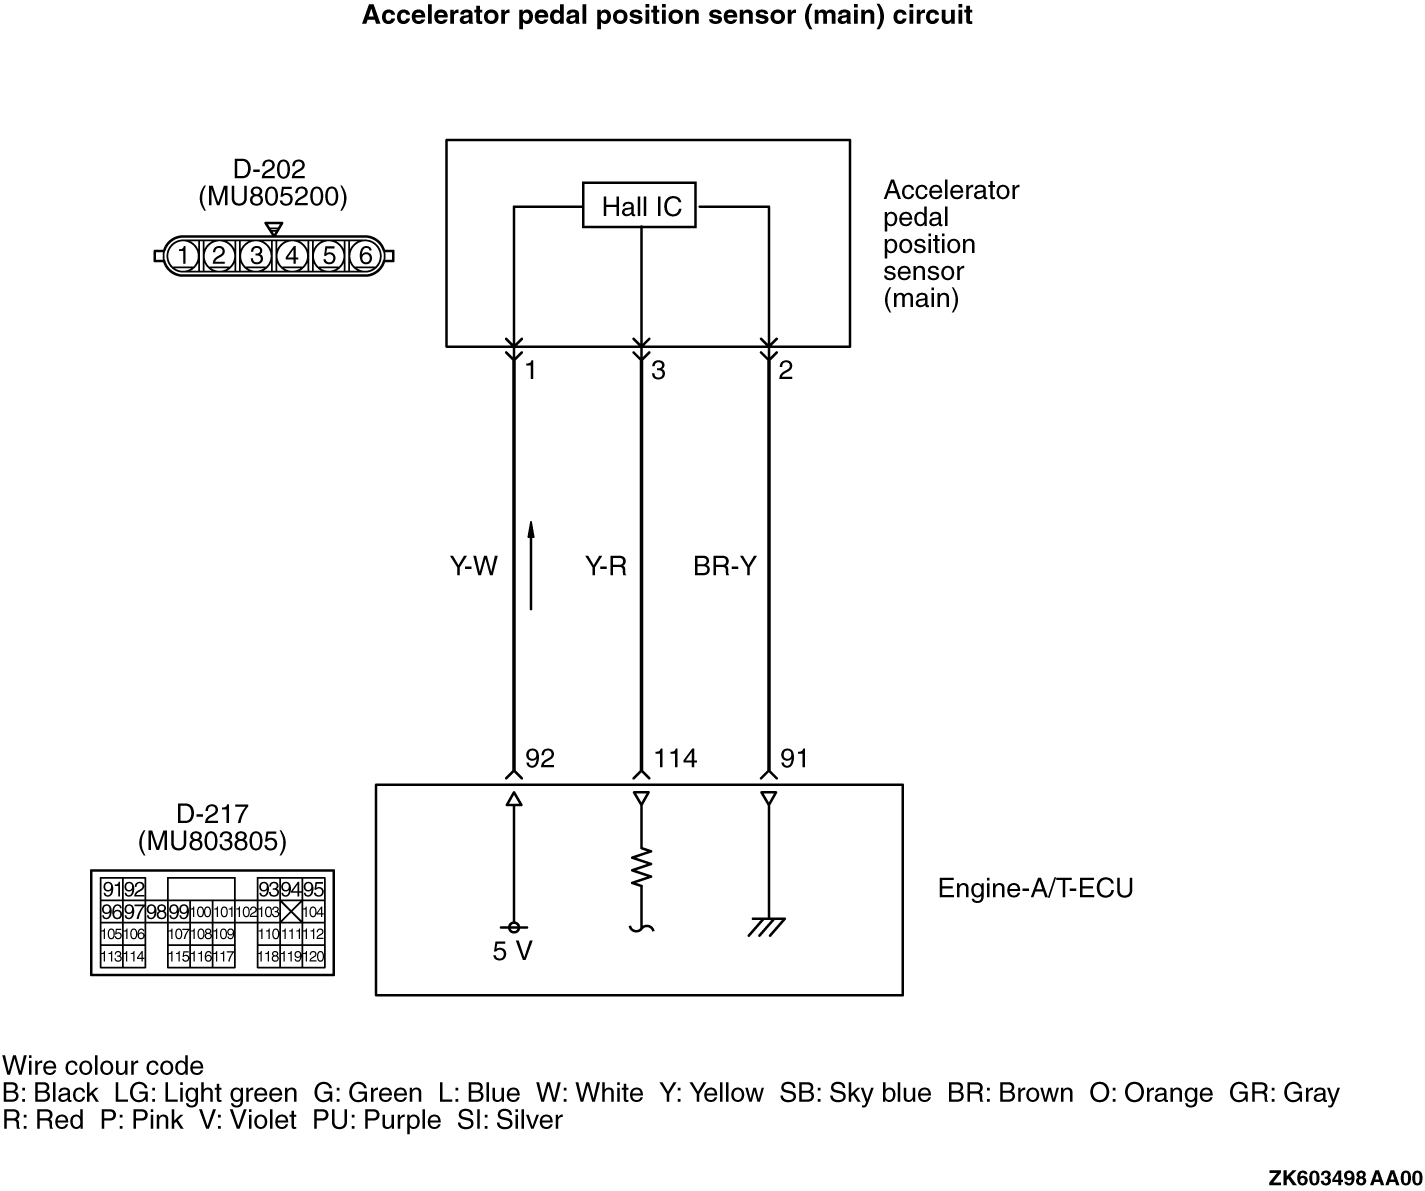 Accelerator pedal position sensor (main) circuit
D-202
(MU805200)
1 2 3 4 5 6
Hall IC
Accelerator
pedal
position
sensor
(main)
1 3 2
Y-W Y-R BR-Y
92 114 91
D-217
(MU803805)
91 92 93 94 95
96 97 98 99 100 101 102 103 104
105 106 107 108 109 110 111 112
113 114 115 116 117 118 119 120
5 V
Engine-A/T-ECU
Wire colour code
B: Black LG: Light green G: Green L: Blue W: White Y: Yellow SB: Sky blue BR: Brown O: Orange GR: Gray
R: Red P: Pink V: Violet PU: Purple SI: Silver
ZK603498AA00